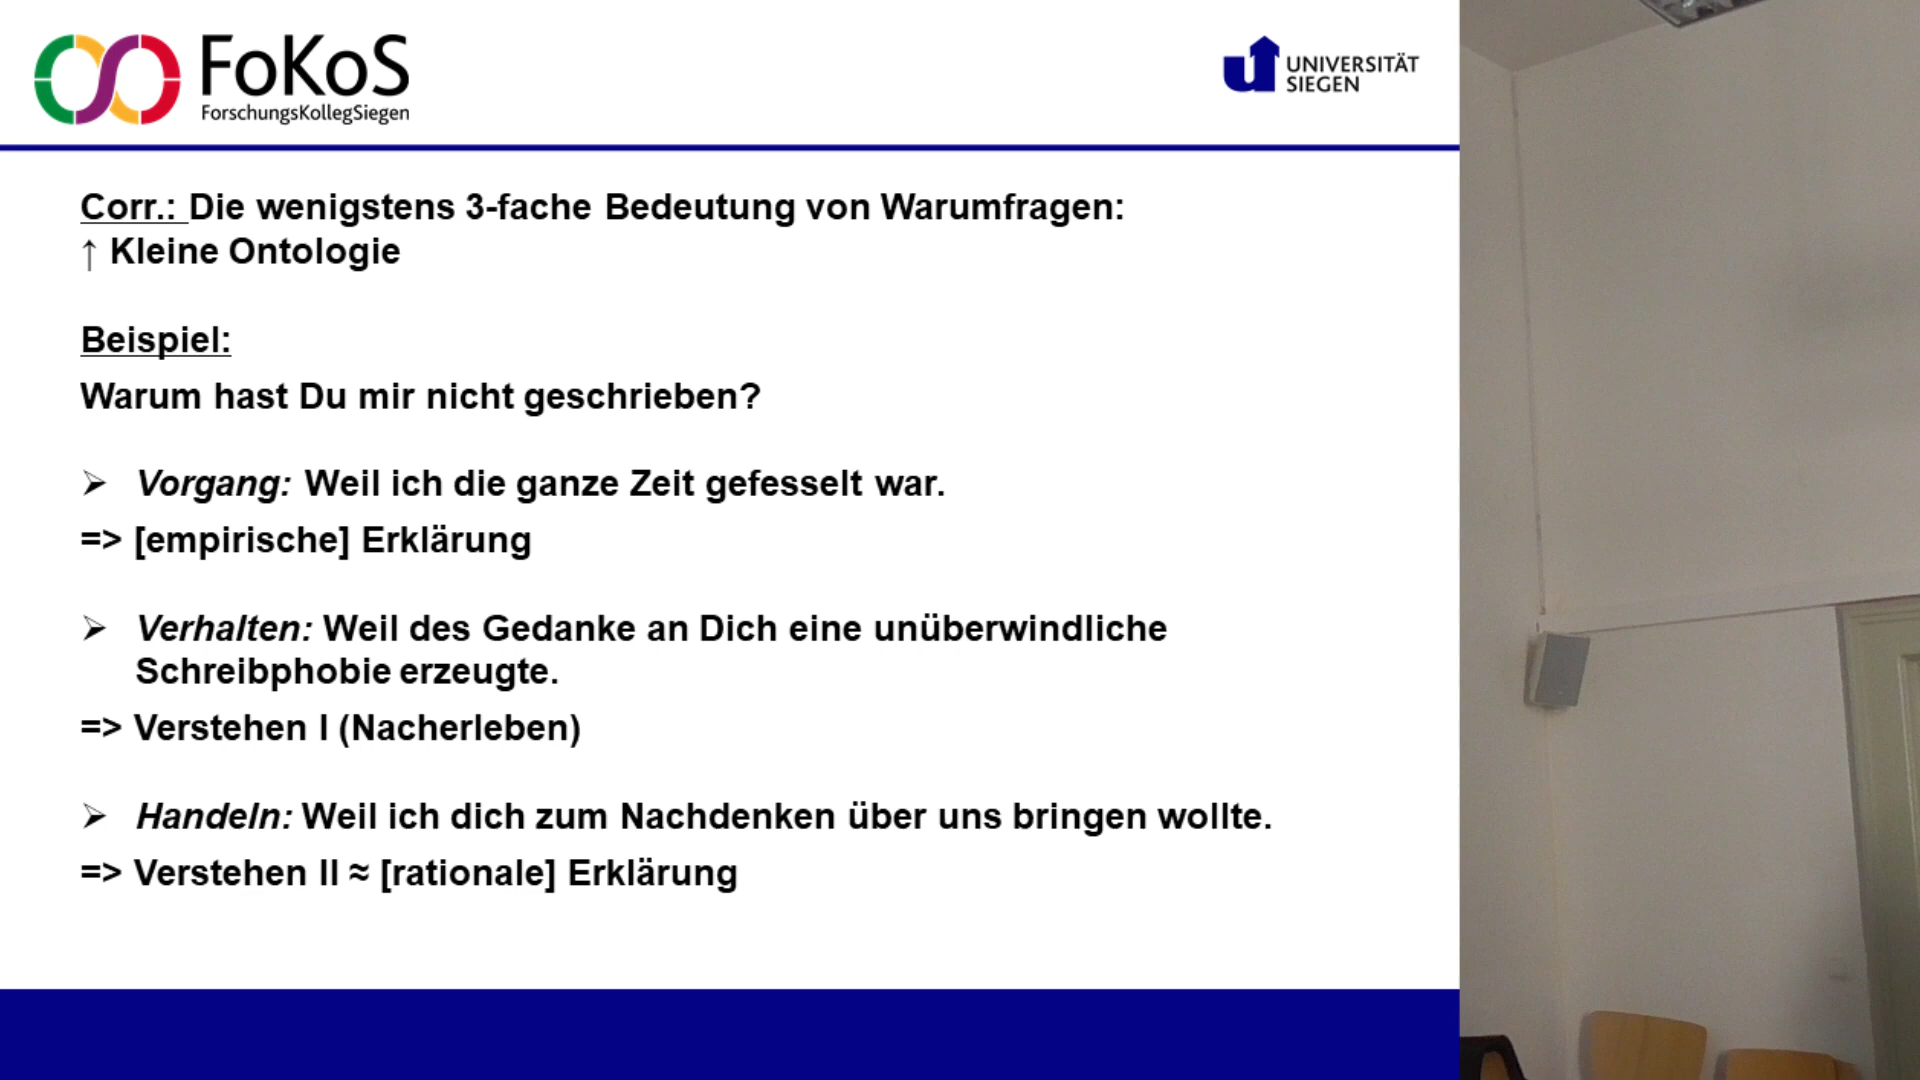 FoKoS
ForschungsKollegSiegen
UNIVERSITÄT
SIEGEN
Corr.: Die wenigstens 3-fache Bedeutung von Warumfragen:
↑ Kleine Ontologie
Beispiel:
Warum hast Du mir nicht geschrieben?
➢ Vorgang: Weil ich die ganze Zeit gefesselt war.
=> [empirische] Erklärung
➢ Verhalten: Weil des Gedanke an Dich eine unüberwindliche
Schreibphobie erzeugte.
=> Verstehen I (Nacherleben)
➢ Handeln: Weil ich dich zum Nachdenken über uns bringen wollte.
=> Verstehen II ≈ [rationale] Erklärung